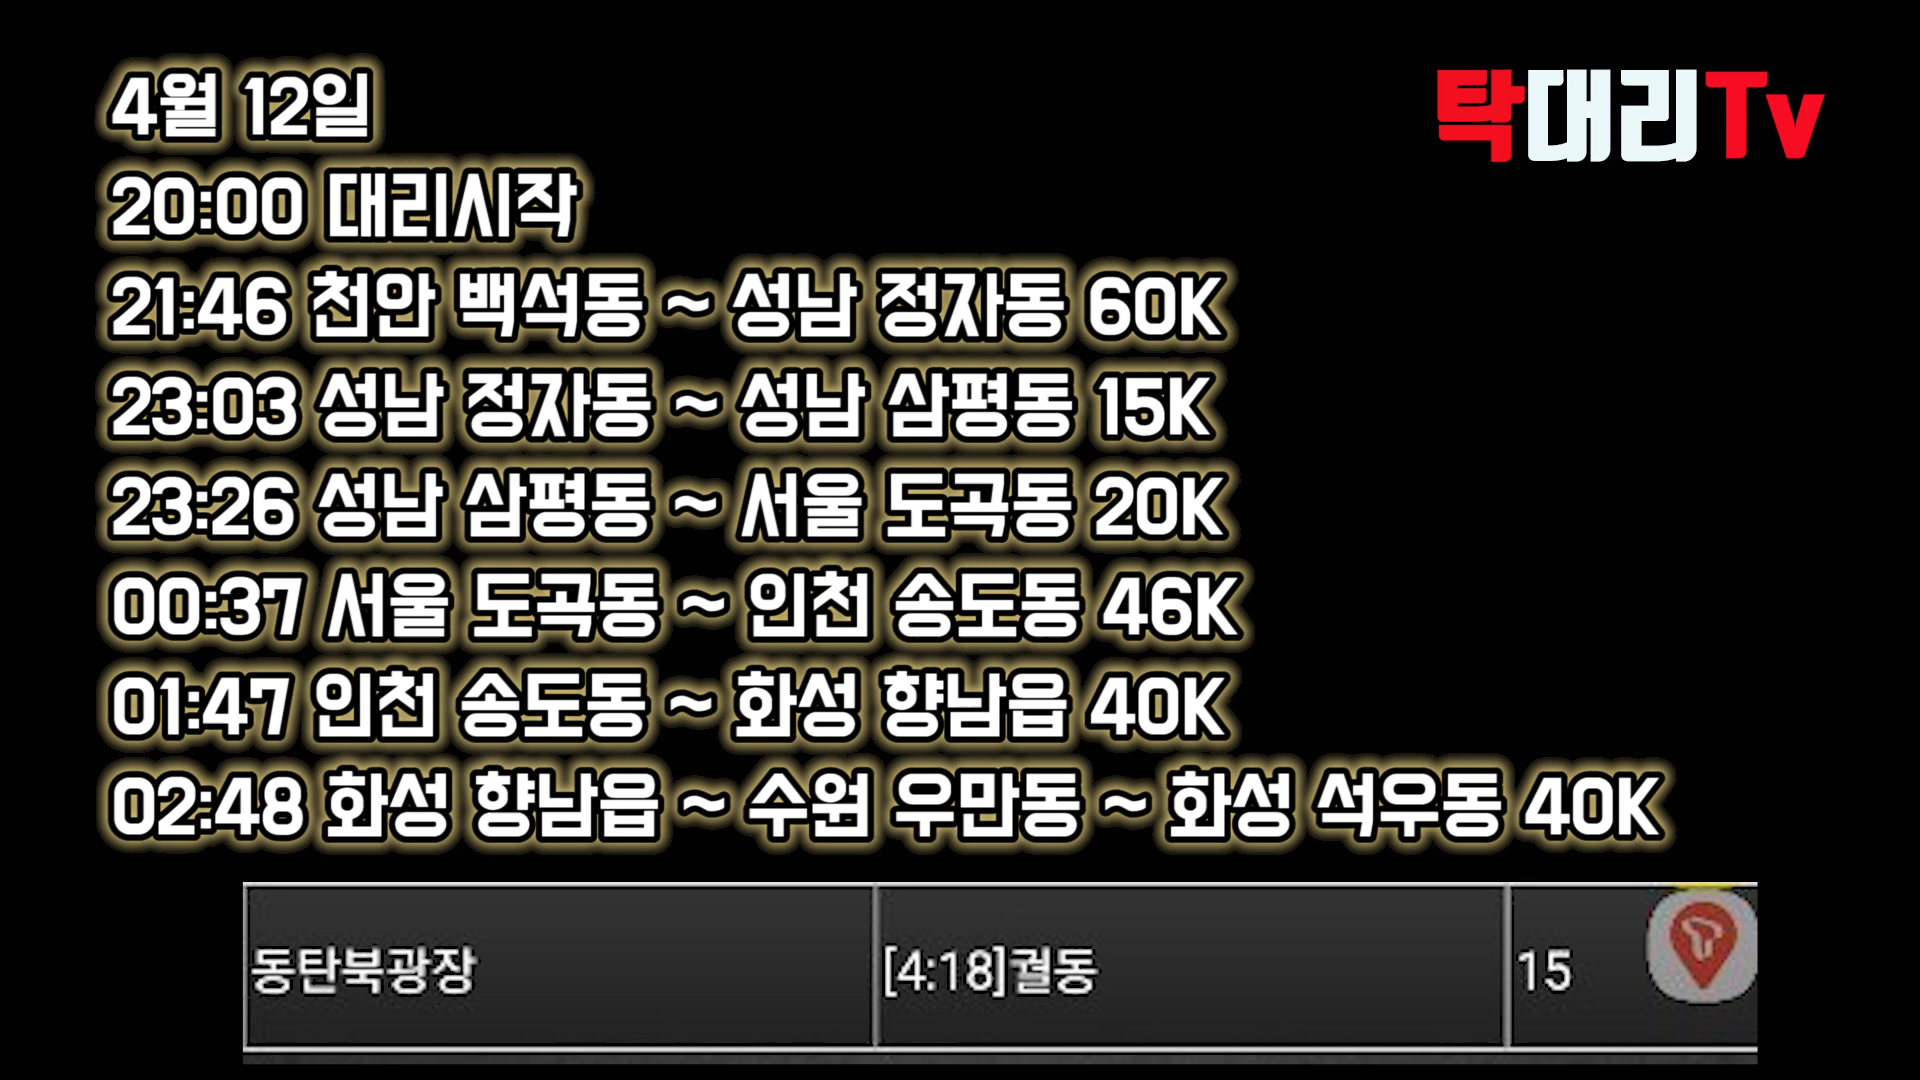 4월 12일
탁대리Tv
20:00 대리시작
21:46 천안 백석동 ~ 성남 정자동 60K
23:03 성남 정자동 ~ 성남 삼평동 15K
23:26 성남 삼평동 ~ 서울 도곡동 20K
00:37 서울 도곡동 ~ 인천 송도동 46K
01:47 인천 송도동 ~ 화성 향남읍 40K
02:48 화성 향남읍 ~ 수원 우만동 ~ 화성 석우동 40K
동탄북광장 [4:18]권동 15